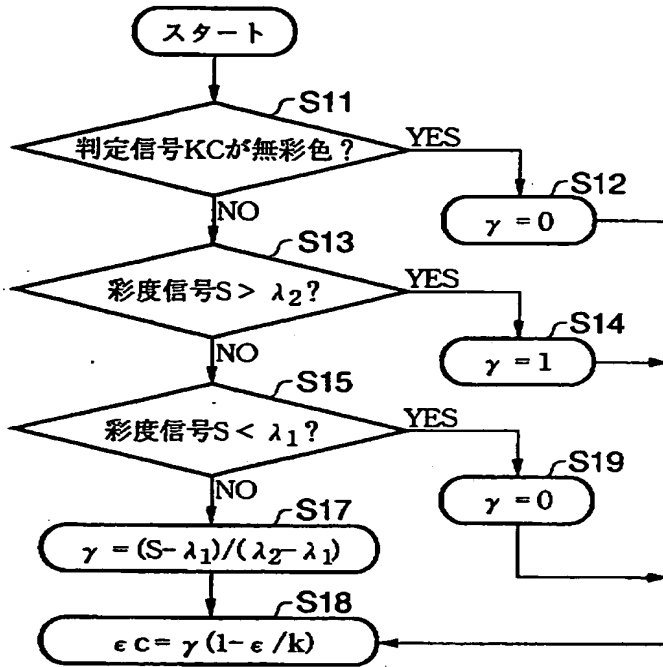 スタート
S11
判定信号KCが無彩色?
YES
S12
γ=0
NO
S13
彩度信号S> λ₂?
YES
S14
γ=1
NO
S15
彩度信号S< λ₁?
YES
S19
γ=0
NO
S17
γ=(S-λ₁)/(λ₂-λ₁)
S18
εc=γ(1-ε/k)